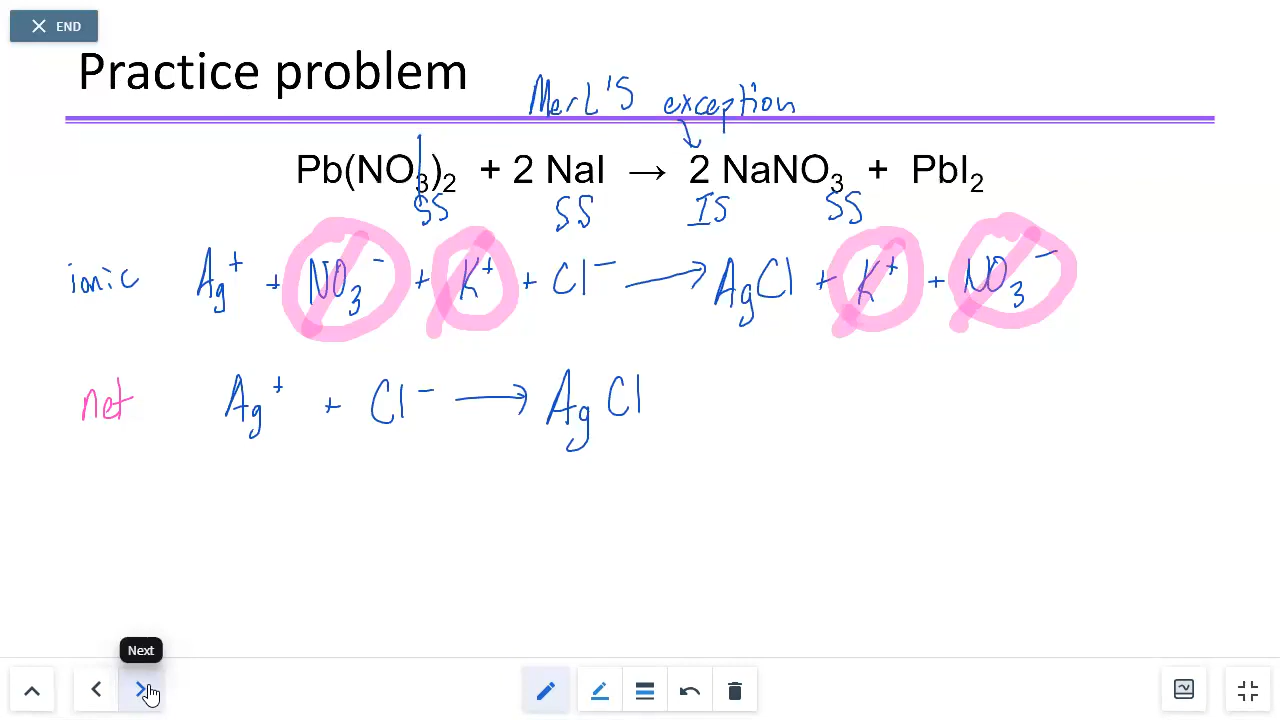 END
Practice problem
MerL'S exception
Pb(NO₃)₂ + 2 NaI → 2 NaNO₃ + PbI₂
SS SS IS SS
ionic Ag⁺ + NO₃⁻ + K⁺ + Cl⁻ → AgCl + K⁺ + NO₃⁻
net Ag⁺ + Cl⁻ → AgCl
Next